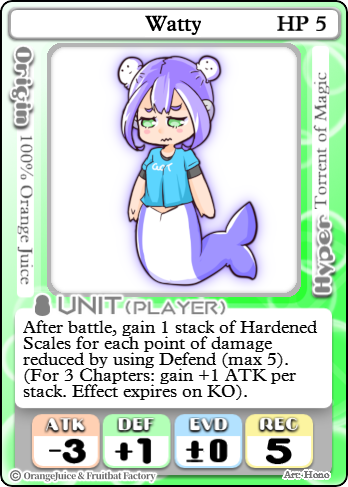 Watty HP 5
Origin
100% Orange Juice
Hyper
Torrent of Magic
UNIT (PLAYER)
After battle, gain 1 stack of Hardened
Scales for each point of damage
reduced by using Defend (max 5).
(For 3 Chapters: gain +1 ATK per
stack. Effect expires on KO).
ATK DEF EVD REC
-3 +1 ±0 5
© OrangeJuice & Fruitbat Factory Art: Hono